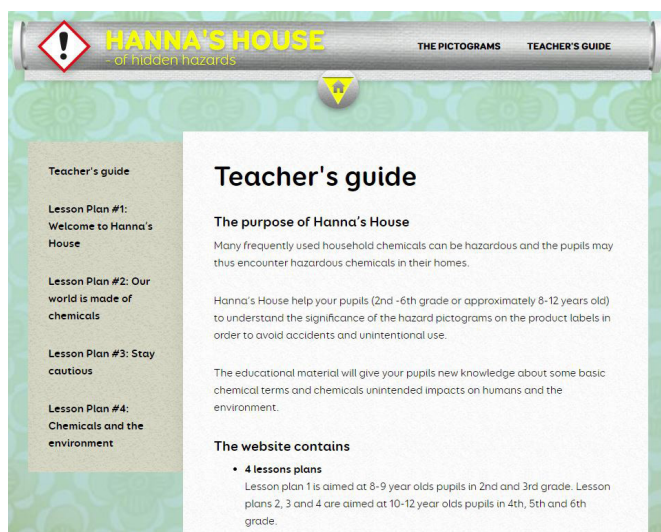 HANNA'S HOUSE
- of hidden hazards
THE PICTOGRAMS
TEACHER'S GUIDE
Teacher's guide
Lesson Plan #1:
Welcome to Hanna's
House
Lesson Plan #2: Our
world is made of
chemicals
Lesson Plan #3: Stay
cautious
Lesson Plan #4:
Chemicals and the
environment
Teacher's guide
The purpose of Hanna's House
Many frequently used household chemicals can be hazardous and the pupils may
thus encounter hazardous chemicals in their homes.
Hanna's House help your pupils (2nd -6th grade or approximately 8-12 years old)
to understand the significance of the hazard pictograms on the product labels in
order to avoid accidents and unintentional use.
The educational material will give your pupils new knowledge about some basic
chemical terms and chemicals unintended impacts on humans and the
environment.
The website contains
• 4 lessons plans
Lesson plan 1 is aimed at 8-9 year olds pupils in 2nd and 3rd grade. Lesson
plans 2, 3 and 4 are aimed at 10-12 year olds pupils in 4th, 5th and 6th
grade.